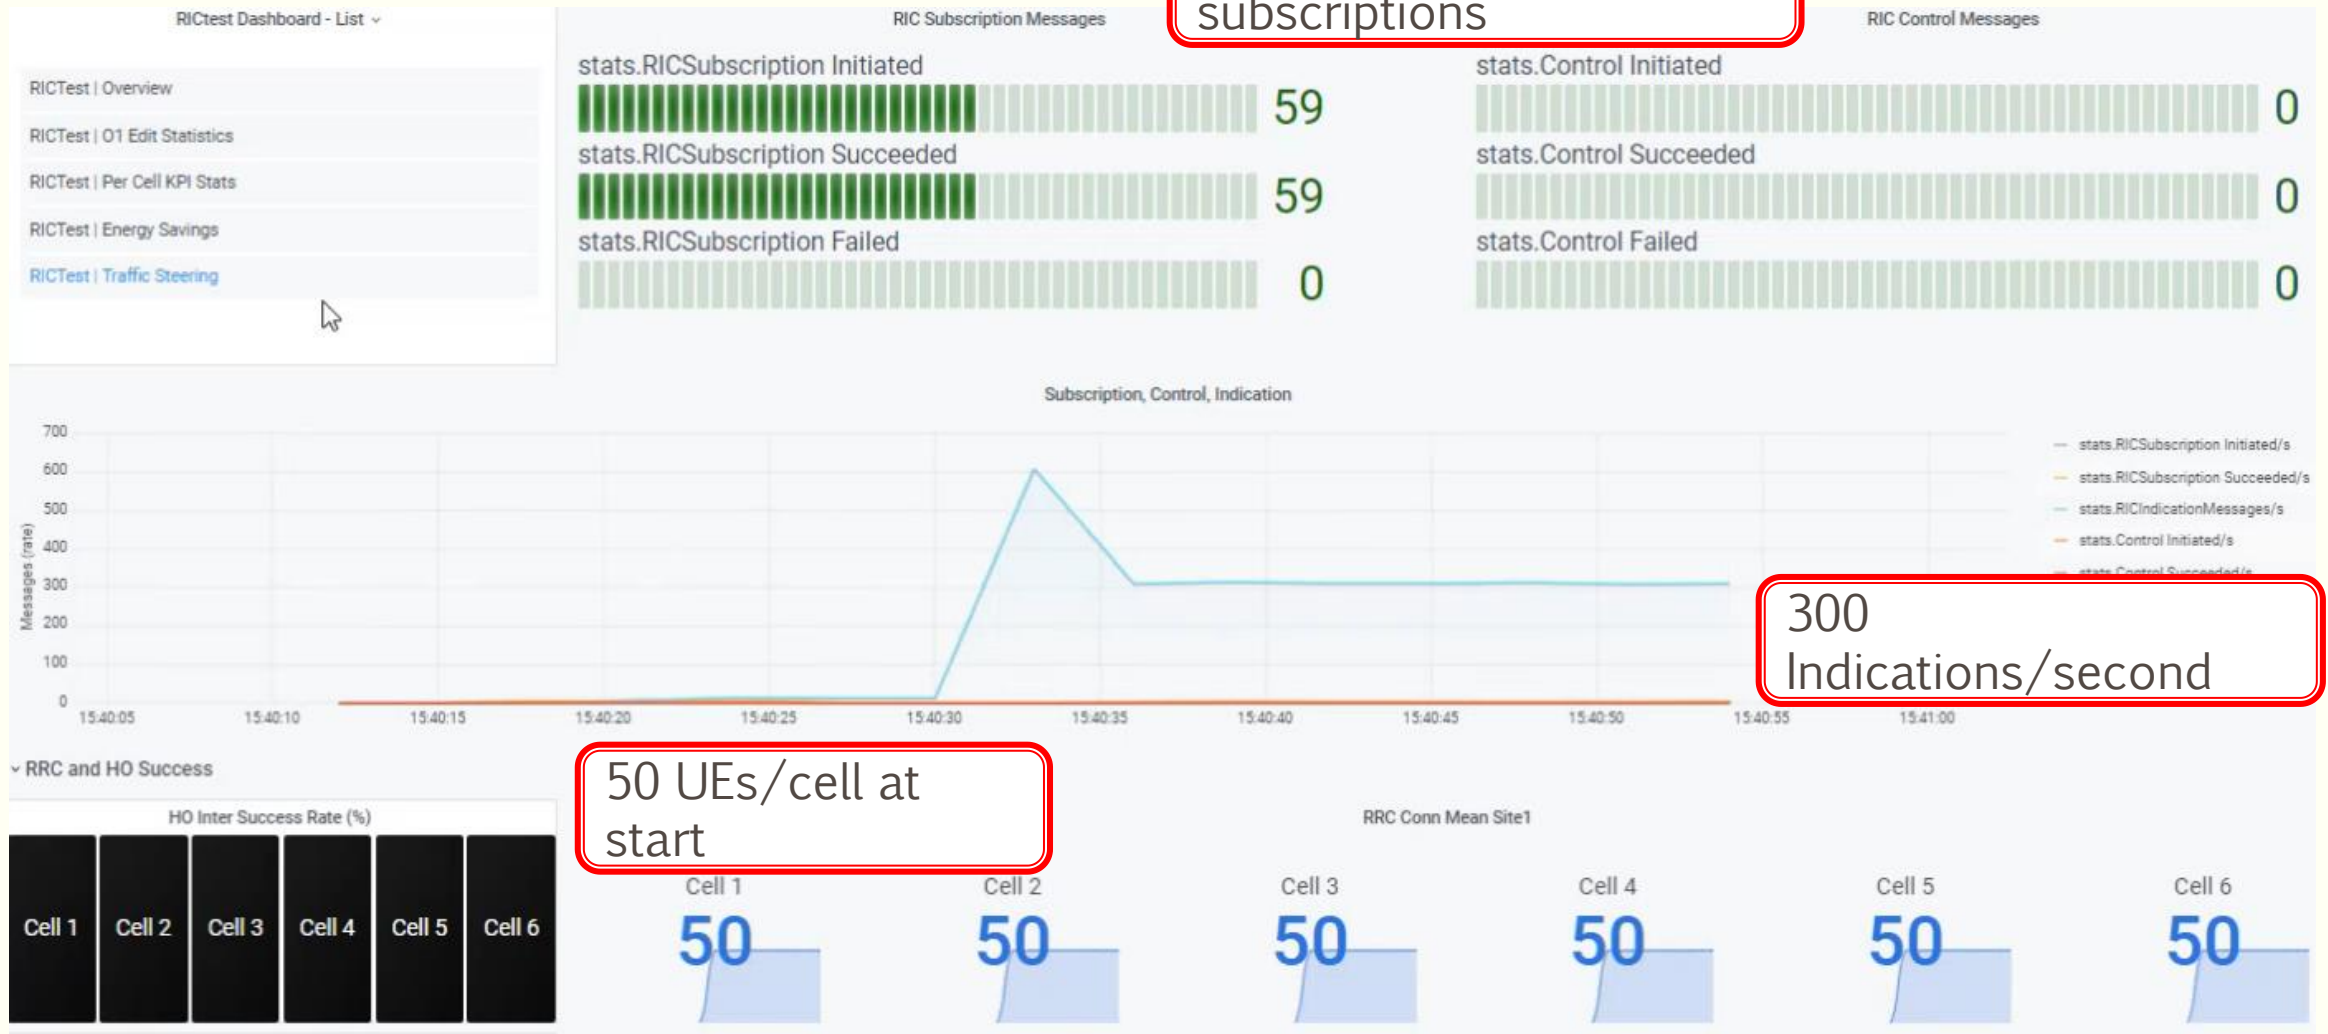 RICtest Dashboard - List
RIC Subscription Messages
subscriptions
RIC Control Messages
RICTest | Overview
RICTest | O1 Edit Statistics
RICTest | Per Cell KPI Stats
RICTest | Energy Savings
RICTest | Traffic Steering
stats.RICSubscription Initiated
59
stats.RICSubscription Succeeded
59
stats.RICSubscription Failed
0
stats.Control Initiated
0
stats.Control Succeeded
0
stats.Control Failed
0
Subscription, Control, Indication
Messages (rate)
700
600
500
400
300
200
100
0
15:40:05 15:40:10 15:40:15 15:40:20 15:40:25 15:40:30 15:40:35 15:40:40 15:40:45 15:40:50 15:40:55 15:41:00
stats.RICSubscription Initiated/s
stats.RICSubscription Succeeded/s
stats.RICIndicationMessages/s
stats.Control Initiated/s
stats.Control Succeeded/s
300
Indications/second
RRC and HO Success
50 UEs/cell at
start
HO Inter Success Rate (%)
Cell 1 Cell 2 Cell 3 Cell 4 Cell 5 Cell 6
RRC Conn Mean Site1
Cell 1 Cell 2 Cell 3 Cell 4 Cell 5 Cell 6
50 50 50 50 50 50